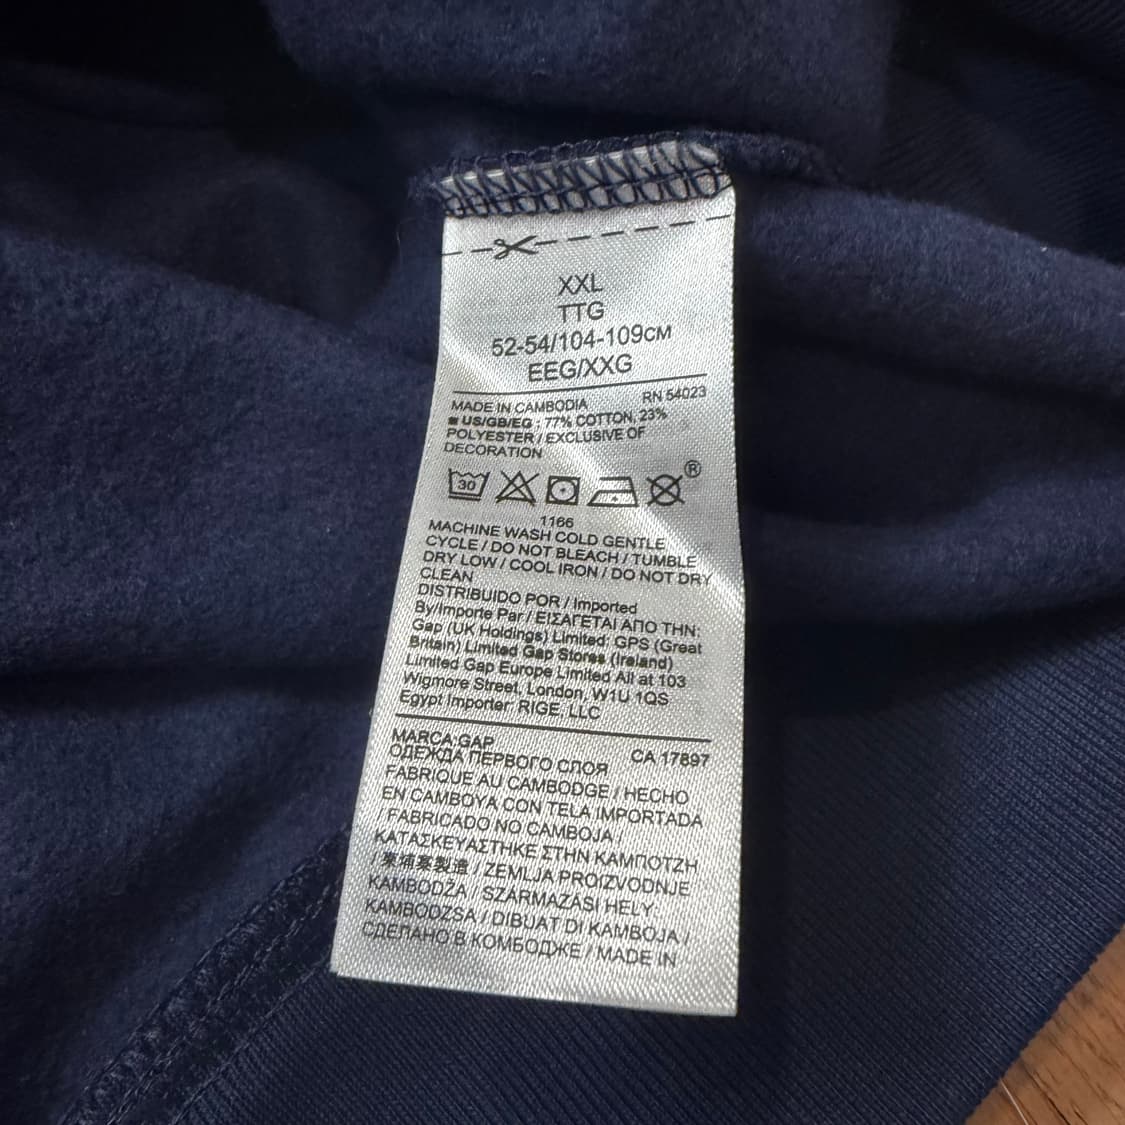 XXL
TTG
52-54/104-109CM
EEG/XXG
MADE IN CAMBODIA RN 54023
US/GB/EG - 77% COTTON, 23%
POLYESTER / EXCLUSIVE OF
DECORATION
30
®
1166
MACHINE WASH COLD GENTLE
CYCLE / DO NOT BLEACH / TUMBLE
DRY LOW / COOL IRON / DO NOT DRY
CLEAN
DISTRIBUIDO POR / Imported
By/Importe Par / ΕΙΣΑΓΕΤΑΙ ΑΠΟ ΤΗΝ:
Gap (UK Holdings) Limited: GPS (Great
Britain) Limited Gap Stores (Ireland)
Limited Gap Europe Limited All at 103
Wigmore Street, London, W1U 1QS
Egypt Importer: RIGE, LLC
MARCA:GAP CA 17897
ОДЕЖДА ПЕРВОГО СЛОЯ
FABRIQUE AU CAMBODGE / HECHO
EN CAMBOYA CON TELA IMPORTADA
/ FABRICADO NO CAMBOJA /
ΚΑΤΑΣΚΕΥΑΣΤΗΚΕ ΣΤΗΝ ΚΑΜΠΟΤΖΗ
/ 柬埔寨製造 / ZEMLJA PROIZVODNJE
KAMBODŽA / SZÁRMAZÁSI HELY:
KAMBODZSA / DIBUAT DI KAMBOJA /
СДЕЛАНО В КОМБОДЖЕ / MADE IN